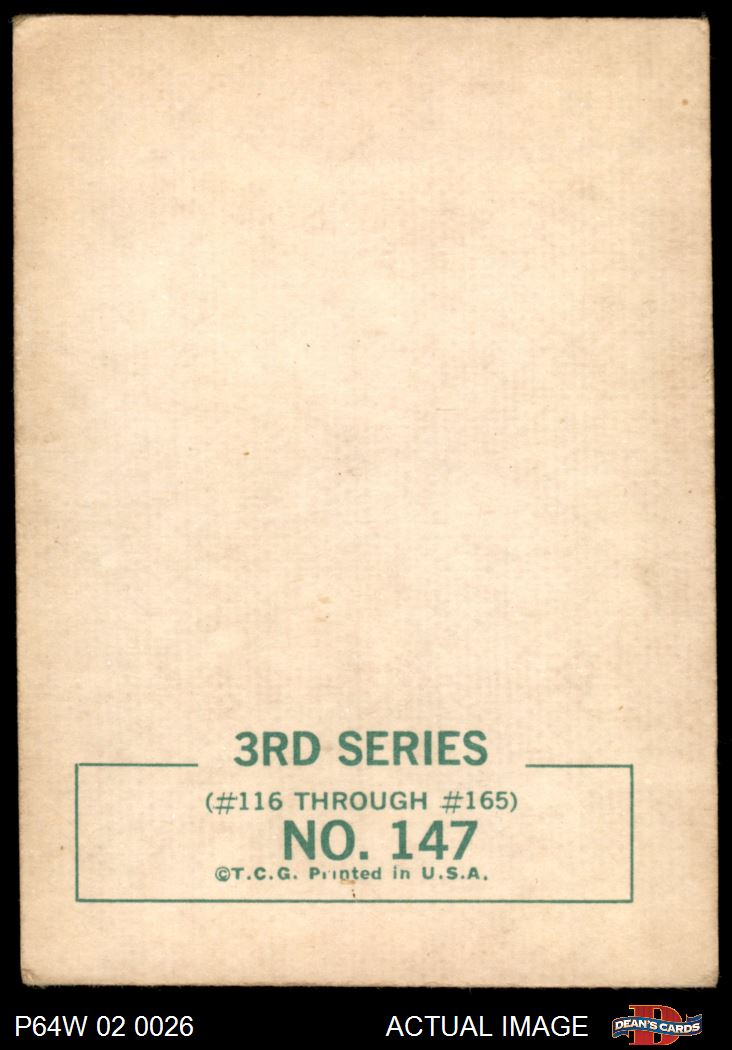 3RD SERIES
(#116 THROUGH #165)
NO. 147
©T.C.G. Printed in U.S.A.
P64W 02 0026
ACTUAL IMAGE
D
DEAN'S CARDS